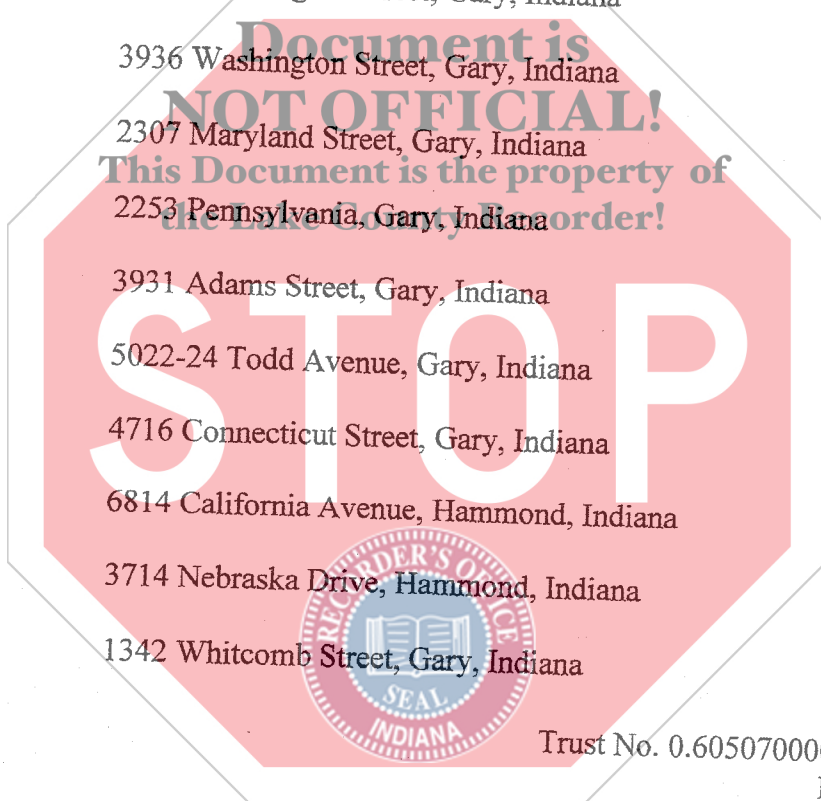 Gary, Indiana
Document is
3936 Washington Street, Gary, Indiana
NOT OFFICIAL!
2307 Maryland Street, Gary, Indiana
This Document is the property of
the Lake County Recorder!
2253 Pennsylvania, Gary, Indiana
3931 Adams Street, Gary, Indiana
STOP
5022-24 Todd Avenue, Gary, Indiana
4716 Connecticut Street, Gary, Indiana
6814 California Avenue, Hammond, Indiana
3714 Nebraska Drive, Hammond, Indiana
RECORDER'S OFFICE
1342 Whitcomb Street, Gary, Indiana
SEAL
INDIANA
Trust No. 0.60507000